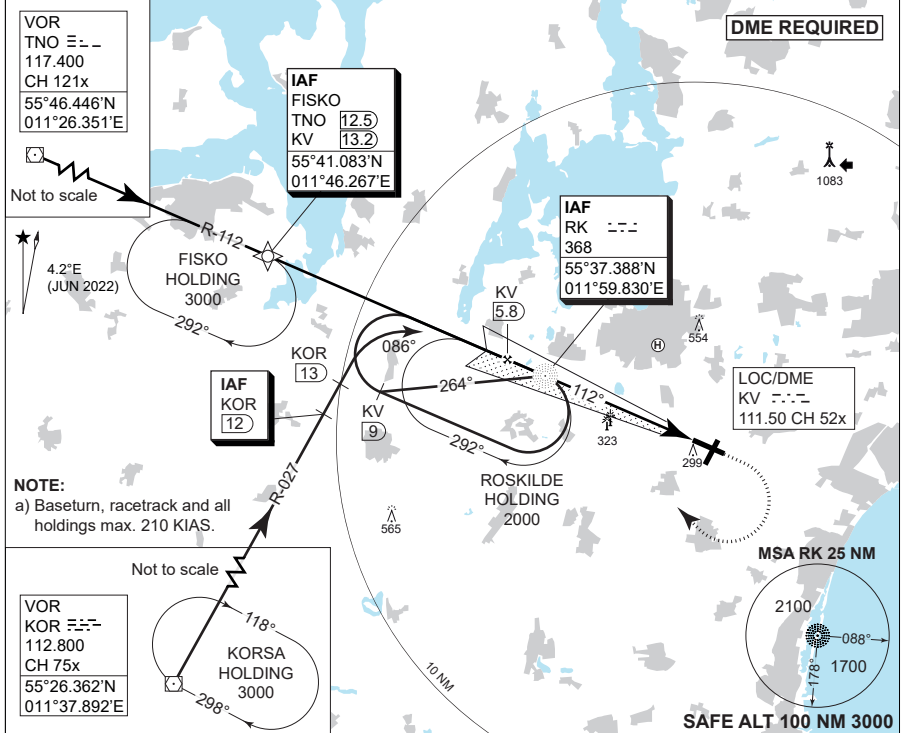 VOR
TNO
117.400
CH 121x
55°46.446'N
011°26.351'E
Not to scale
4.2°E
(JUN 2022)
DME REQUIRED
IAF
FISKO
TNO 12.5
KV 13.2
55°41.083'N
011°46.267'E
1083
R-112
FISKO
HOLDING
3000
292°
IAF
RK
368
55°37.388'N
011°59.830'E
KV
5.8
554
H
KOR
13
086°
264°
112°
IAF
KOR
12
KV
9
292°
323
299
LOC/DME
KV
111.50 CH 52x
ROSKILDE
HOLDING
2000
R-027
565
NOTE:
a) Baseturn, racetrack and all
holdings max. 210 KIAS.
Not to scale
VOR
KOR
112.800
CH 75x
55°26.362'N
011°37.892'E
118°
KORSA
HOLDING
3000
298°
10 NM
MSA RK 25 NM
2100
088°
178°
1700
SAFE ALT 100 NM 3000